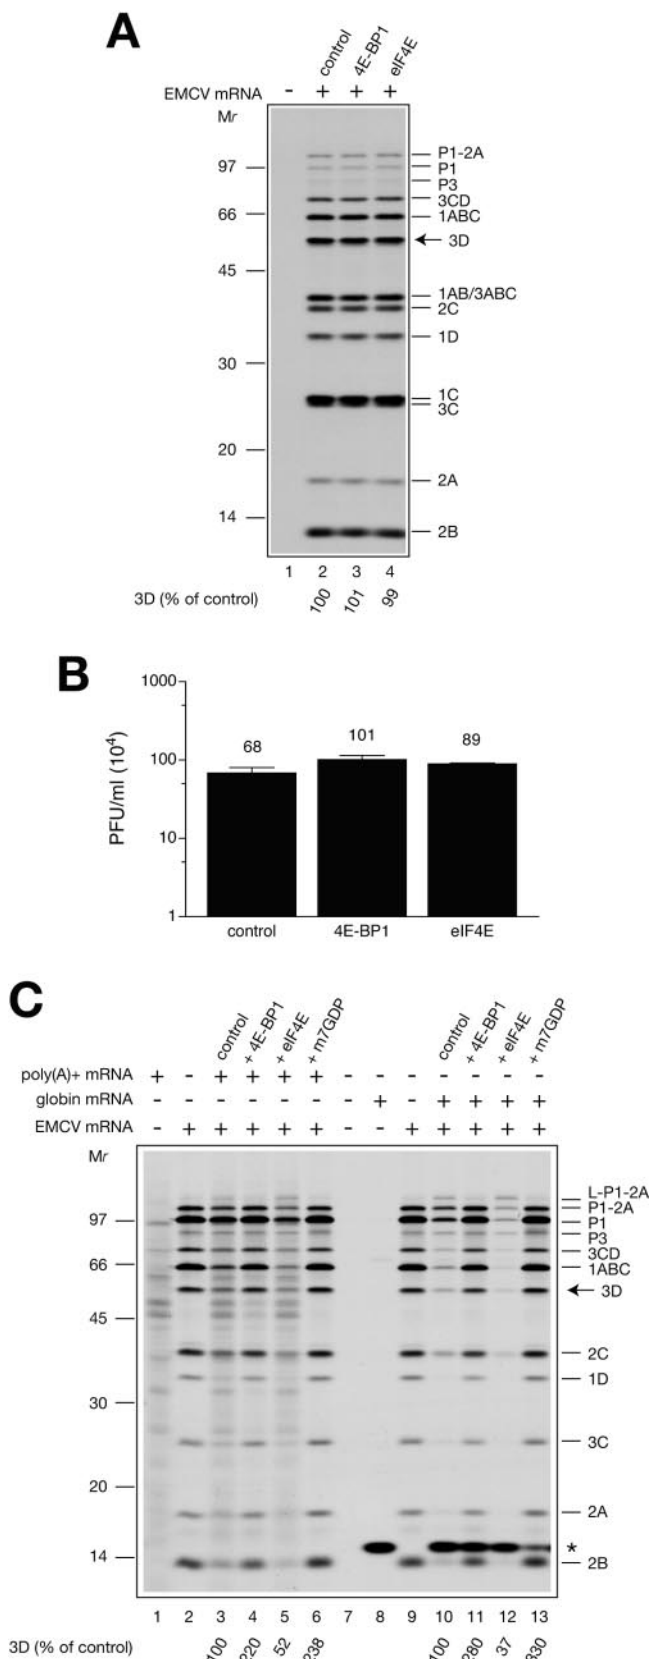 A
control
4E-BP1
eIF4E
EMCV mRNA - + + +
Mr
97
66
45
30
20
14
P1-2A
P1
P3
3CD
1ABC
3D
1AB/3ABC
2C
1D
1C
3C
2A
2B
1 2 3 4
3D (% of control) 100 101 99
B
PFU/ml (10⁴)
1000
100
10
1
68
101
89
control 4E-BP1 eIF4E
C
control
+ 4E-BP1
+ eIF4E
+ m7GDP
control
+ 4E-BP1
+ eIF4E
+ m7GDP
poly(A)+ mRNA + - + + + + - - - - - - -
globin mRNA - - - - - - - + - + + + +
EMCV mRNA - + + + + + - - + + + + +
Mr
97
66
45
30
20
14
L-P1-2A
P1-2A
P1
P3
3CD
1ABC
3D
2C
1D
3C
2A
*
2B
1 2 3 4 5 6 7 8 9 10 11 12 13
3D (% of control) 100 220 52 238 100 280 37 330